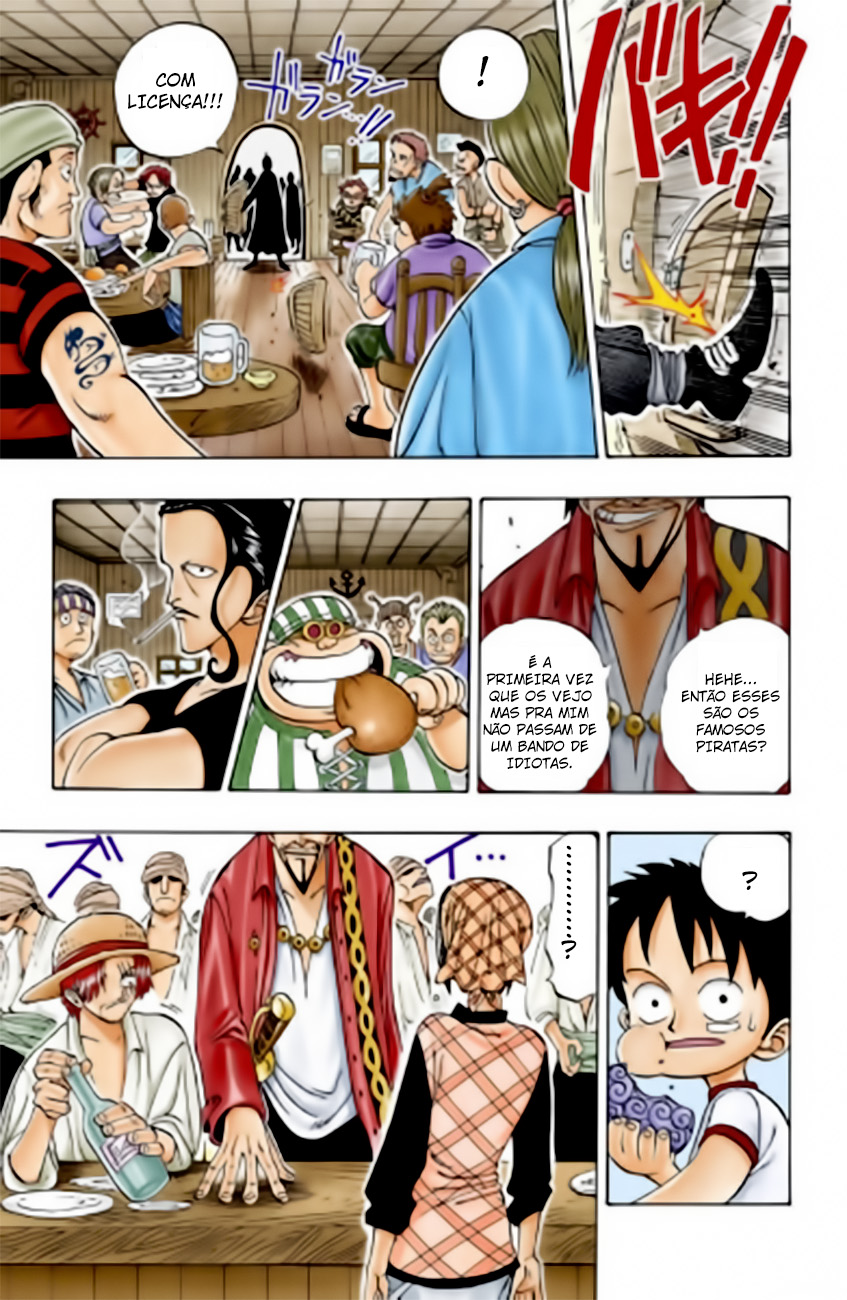 バキ!!
!
ガラン
ガラン...!!
COM
LICENÇA!!!
HEHE...
ENTÃO ESSES
SÃO OS
FAMOSOS
PIRATAS?
É A
PRIMEIRA VEZ
QUE OS VEJO
MAS PRA MIM
NÃO PASSAM DE
UM BANDO DE
IDIOTAS.
?
...........?
ズイ...